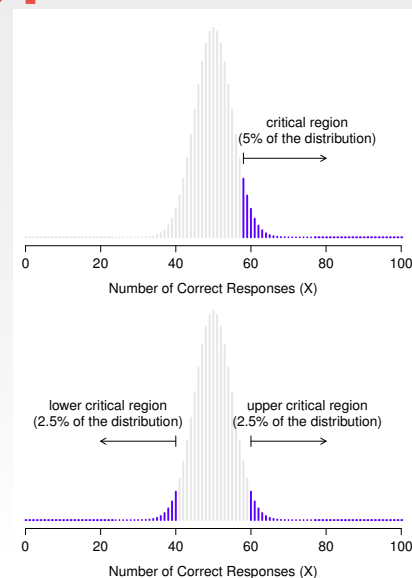 critical region
(5% of the distribution)
0 20 40 60 80 100
Number of Correct Responses (X)
lower critical region upper critical region
(2.5% of the distribution) (2.5% of the distribution)
0 20 40 60 80 100
Number of Correct Responses (X)